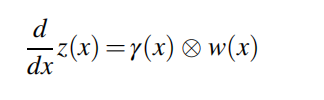 d/dx z(x) = γ(x) ⊗ w(x)